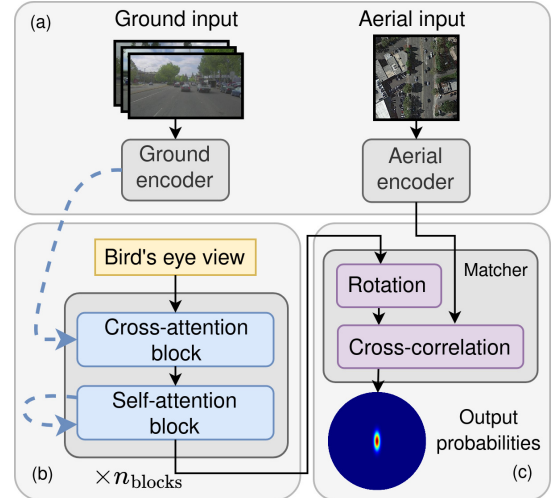 (a)
Ground input
Aerial input
Ground
encoder
Aerial
encoder
Bird's eye view
Cross-attention
block
Self-attention
block
(b)
×n_blocks
Matcher
Rotation
Cross-correlation
Output
probabilities
(c)